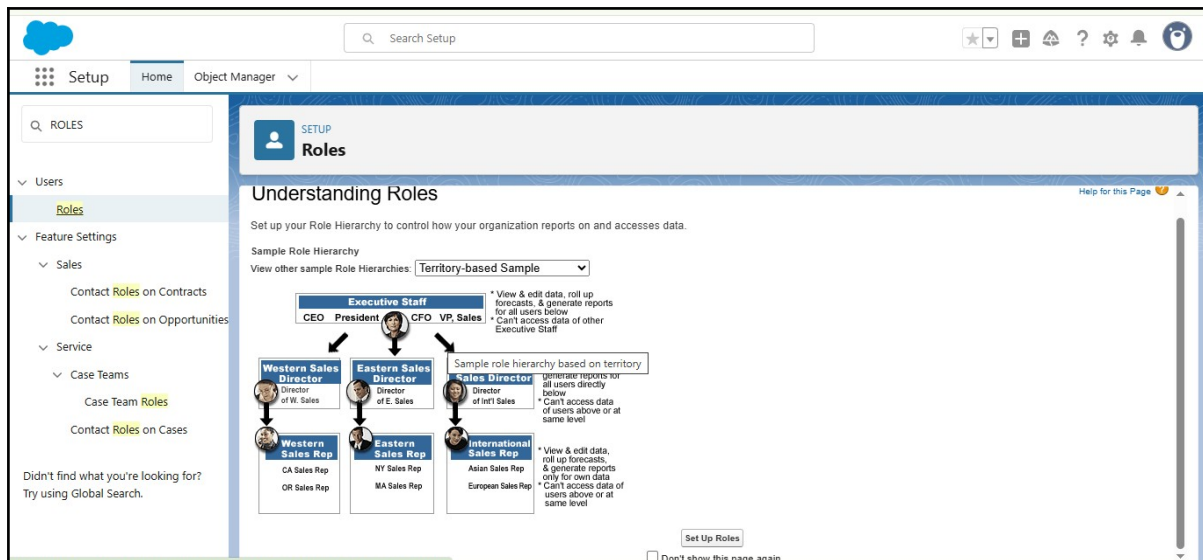 Search Setup
Setup
Home
Object Manager
ROLES
Users
Roles
Feature Settings
Sales
Contact Roles on Contracts
Contact Roles on Opportunities
Service
Case Teams
Case Team Roles
Contact Roles on Cases
Didn't find what you're looking for?
Try using Global Search.
SETUP
Roles
Understanding Roles
Help for this Page
Set up your Role Hierarchy to control how your organization reports on and accesses data.
Sample Role Hierarchy
View other sample Role Hierarchies: Territory-based Sample
Executive Staff
CEO President CFO VP, Sales
* View & edit data, roll up
forecasts, & generate reports
for all users below
* Can't access data of other
Executive Staff
Sample role hierarchy based on territory
Western Sales
Director
Director
of W. Sales
Eastern Sales
Director
Director
of E. Sales
Sales Director
Director
of Int'l Sales
generate reports for
all users directly
below
* Can't access data
of users above or at
same level
Western
Sales Rep
CA Sales Rep
OR Sales Rep
Eastern
Sales Rep
NY Sales Rep
MA Sales Rep
International
Sales Rep
Asian Sales Rep
European Sales Rep
* View & edit data,
roll up forecasts,
& generate reports
only for own data
* Can't access data of
users above or at
same level
Set Up Roles
Don't show this page again